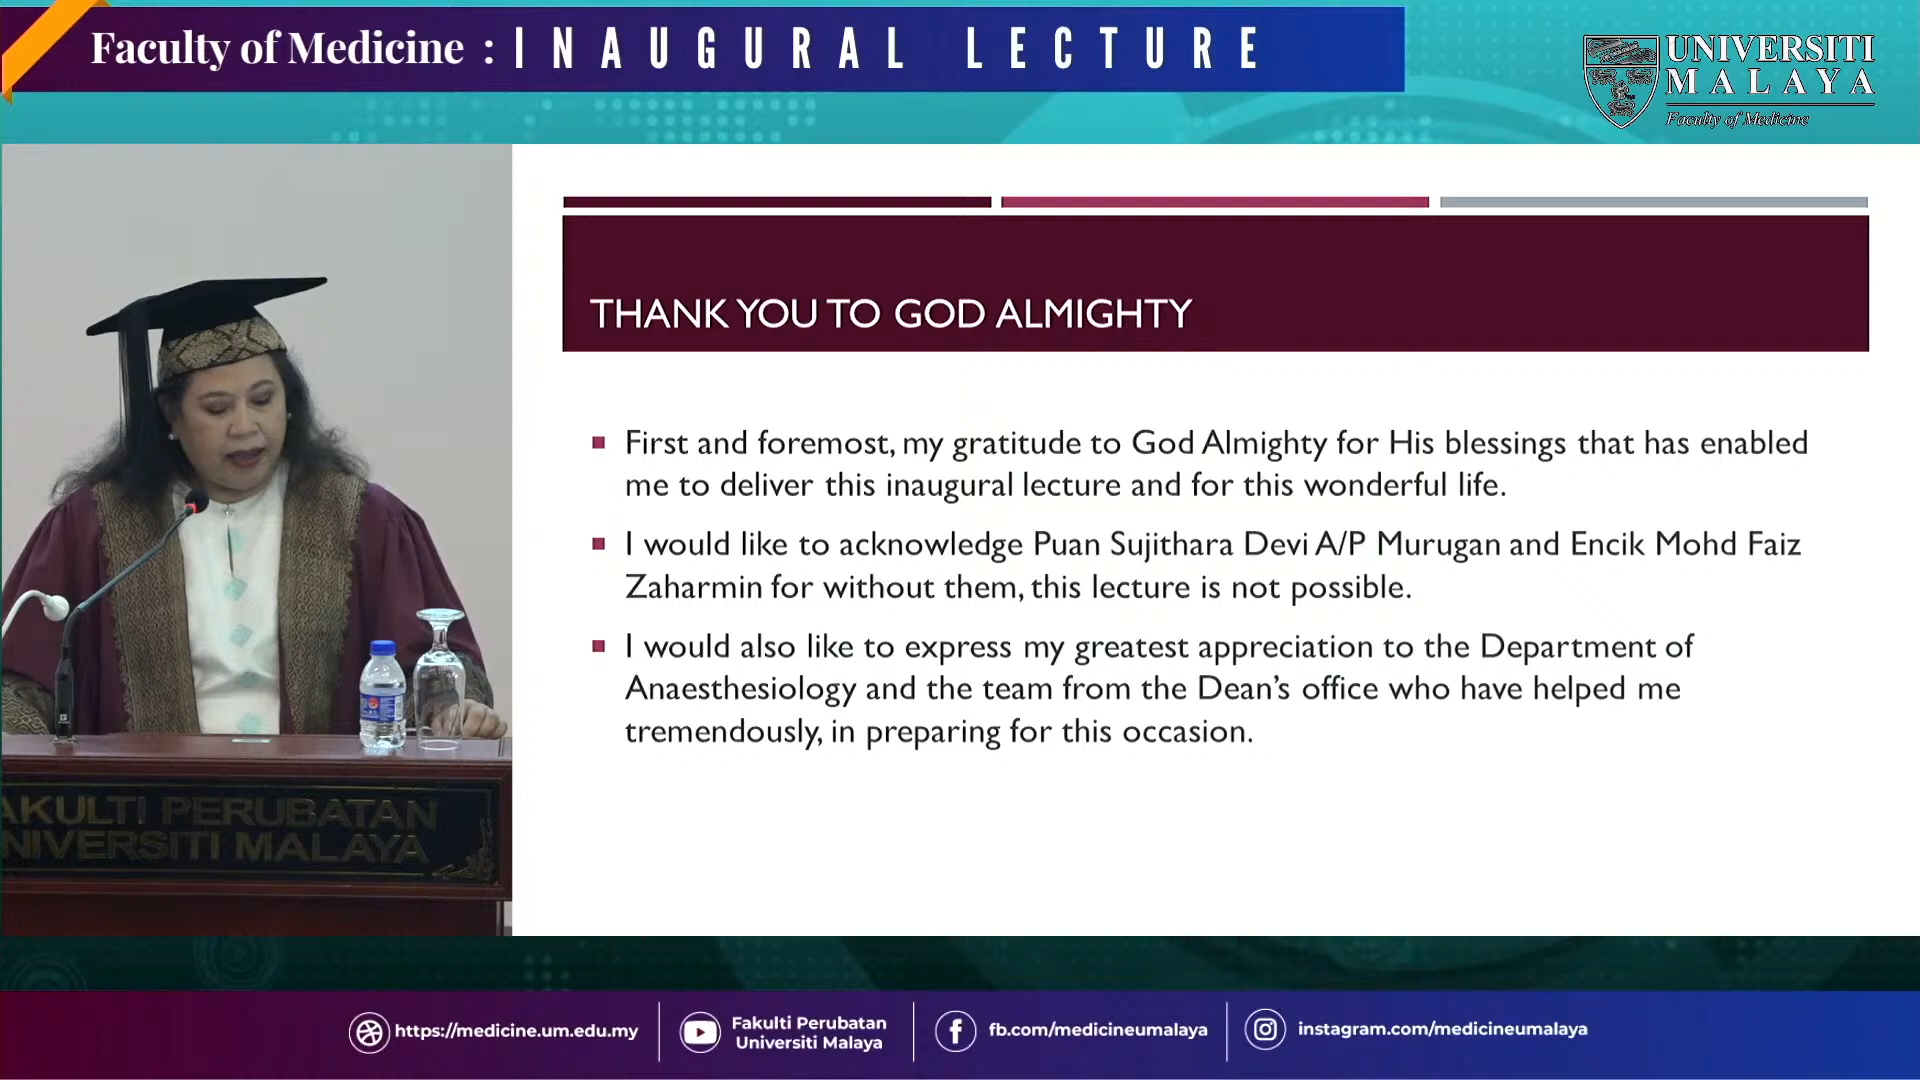 Faculty of Medicine : INAUGURAL LECTURE
UNIVERSITI
MALAYA
Faculty of Medicine
THANK YOU TO GOD ALMIGHTY
First and foremost, my gratitude to God Almighty for His blessings that has enabled
me to deliver this inaugural lecture and for this wonderful life.
I would like to acknowledge Puan Sujithara Devi A/P Murugan and Encik Mohd Faiz
Zaharmin for without them, this lecture is not possible.
I would also like to express my greatest appreciation to the Department of
Anaesthesiology and the team from the Dean's office who have helped me
tremendously, in preparing for this occasion.
AKULTI PERUBATAN
NIVERSITI MALAYA
https://medicine.um.edu.my
Fakulti Perubatan
Universiti Malaya
fb.com/medicineumalaya
instagram.com/medicineumalaya